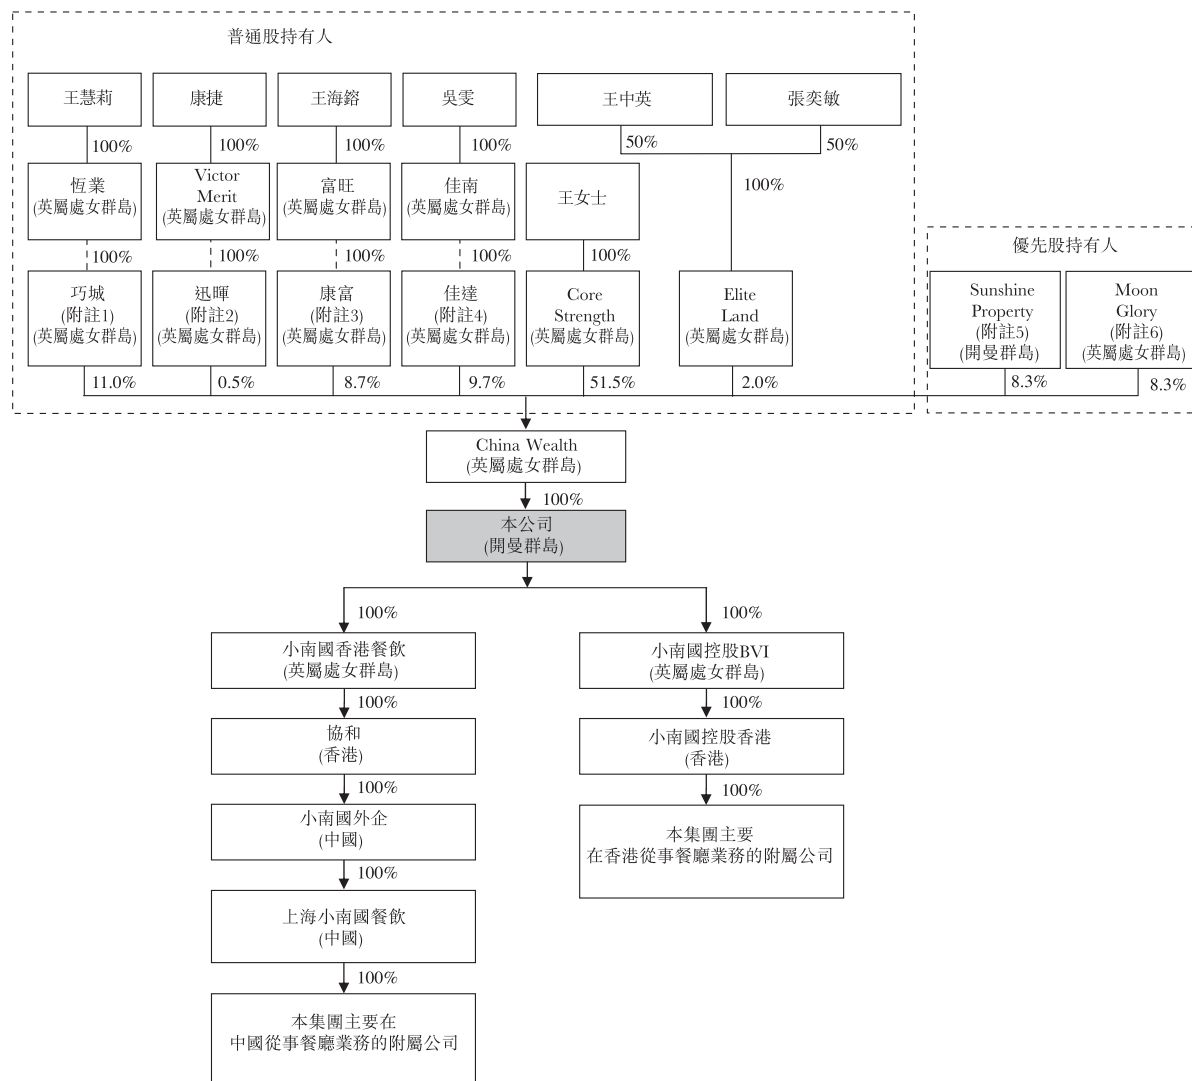 普通股持有人
王慧莉
康捷
王海鎔
吳雯
王中英
張奕敏
100%
100%
100%
100%
50%
50%
恆業
(英屬處女群島)
Victor
Merit
(英屬處女群島)
富旺
(英屬處女群島)
佳南
(英屬處女群島)
王女士
100%
優先股持有人
100%
100%
100%
100%
100%
巧城
(附註1)
(英屬處女群島)
迅暉
(附註2)
(英屬處女群島)
康富
(附註3)
(英屬處女群島)
佳達
(附註4)
(英屬處女群島)
Core
Strength
(英屬處女群島)
Elite
Land
(英屬處女群島)
Sunshine
Property
(附註5)
(開曼群島)
Moon
Glory
(附註6)
(英屬處女群島)
11.0%
0.5%
8.7%
9.7%
51.5%
2.0%
8.3%
8.3%
China Wealth
(英屬處女群島)
100%
本公司
(開曼群島)
100%
100%
小南國香港餐飲
(英屬處女群島)
小南國控股BVI
(英屬處女群島)
100%
100%
協和
(香港)
小南國控股香港
(香港)
100%
100%
小南國外企
(中國)
本集團主要
在香港從事餐廳業務的附屬公司
100%
上海小南國餐飲
(中國)
100%
本集團主要在
中國從事餐廳業務的附屬公司